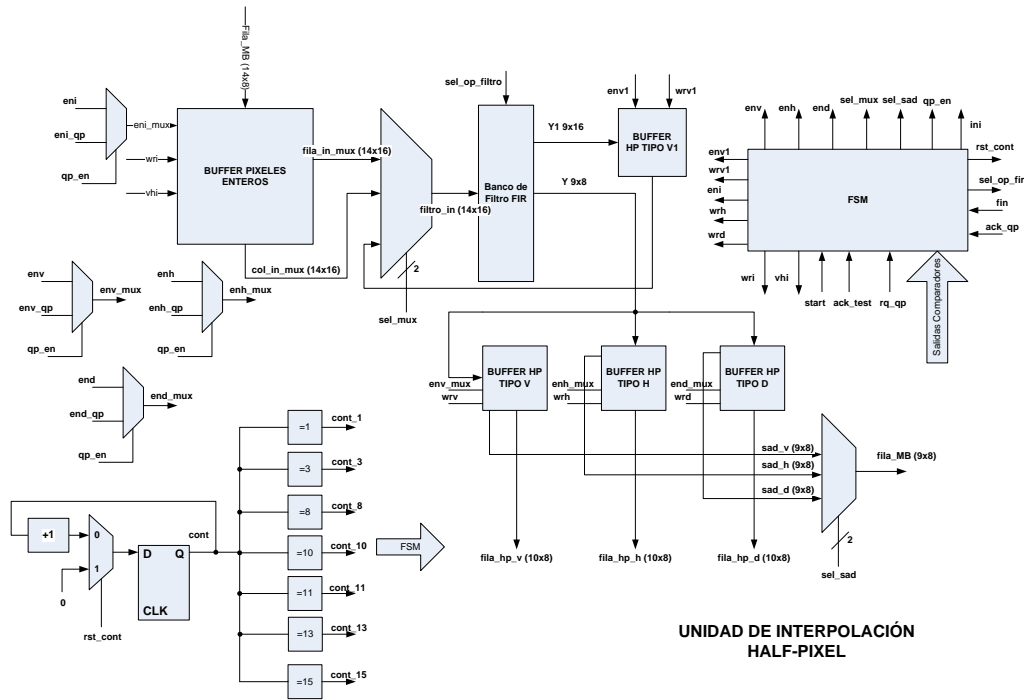 Fila_MB (14x8)
eni
eni_qp
qp_en
eni_mux
wri
vhi
BUFFER PIXELES
ENTEROS
fila_in_mux (14x16)
col_in_mux (14x16)
sel_mux
2
filtro_in (14x16)
sel_op_filtro
Banco de
Filtro FIR
Y1 9x16
Y 9x8
env1
wrv1
BUFFER
HP TIPO V1
env
enh
end
sel_mux
sel_sad
qp_en
ini
env1
wrv1
eni
wrh
wrd
FSM
rst_cont
sel_op_fir
fin
ack_qp
wri
vhi
start
ack_test
rq_qp
Salidas Comparadores
env
env_qp
qp_en
env_mux
enh
enh_qp
qp_en
enh_mux
end
end_qp
qp_en
end_mux
BUFFER HP
TIPO V
env_mux
wrv
BUFFER HP
TIPO H
enh_mux
wrh
BUFFER HP
TIPO D
end_mux
wrd
sad_v (9x8)
sad_h (9x8)
sad_d (9x8)
fila_MB (9x8)
2
sel_sad
fila_hp_v (10x8)
fila_hp_h (10x8)
fila_hp_d (10x8)
+1
0
1
0
rst_cont
D
Q
CLK
cont
=1
cont_1
=3
cont_3
=8
cont_8
=10
cont_10
=11
cont_11
=13
cont_13
=15
cont_15
FSM
UNIDAD DE INTERPOLACIÓN
HALF-PIXEL